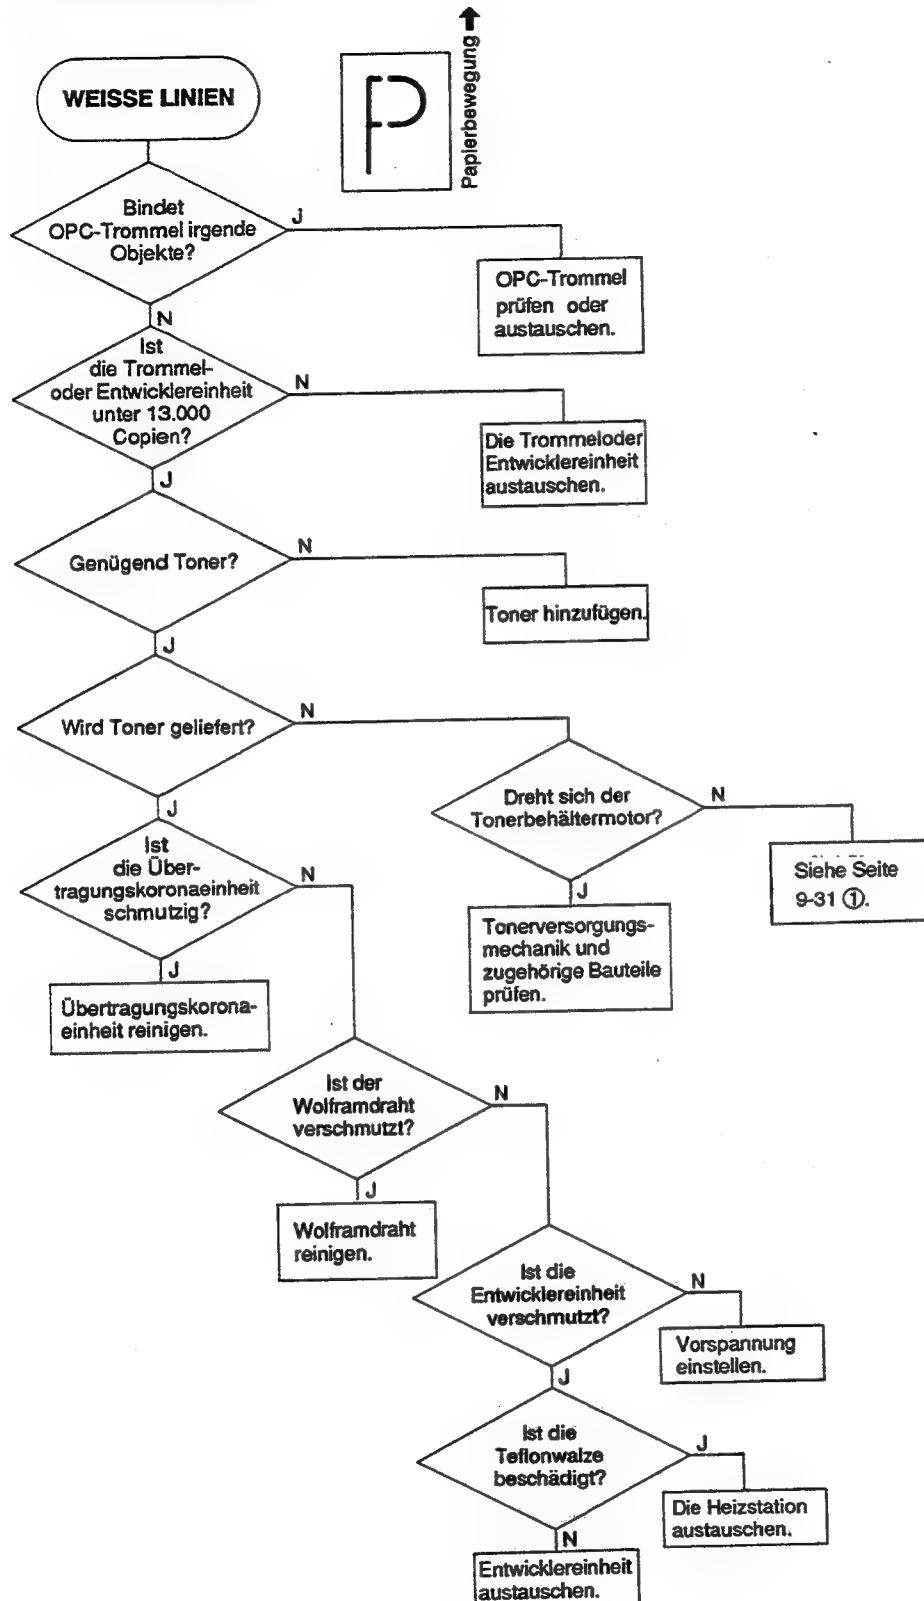 Papierbewegung
WEISSE LINIEN
P
Bindet
OPC-Trommel irgende
Objekte?
J
OPC-Trommel
prüfen oder
austauschen.
N
Ist
die Trommel-
oder Entwicklereinheit
unter 13.000
Copien?
N
Die Trommeloder
Entwicklereinheit
austauschen.
J
Genügend Toner?
N
Toner hinzufügen.
J
Wird Toner geliefert?
N
Dreht sich der
Tonerbehältermotor?
N
Siehe Seite
9-31 ①.
J
Tonerversorgungs-
mechanik und
zugehörige Bauteile
prüfen.
J
Ist
die Über-
tragungskoronaeinheit
schmutzig?
N
J
Übertragungskorona-
einheit reinigen.
Ist der
Wolframdraht
verschmutzt?
N
J
Wolframdraht
reinigen.
Ist die
Entwicklereinheit
verschmutzt?
N
Vorspannung
einstellen.
J
Ist die
Teflonwalze
beschädigt?
J
Die Heizstation
austauschen.
N
Entwicklereinheit
austauschen.